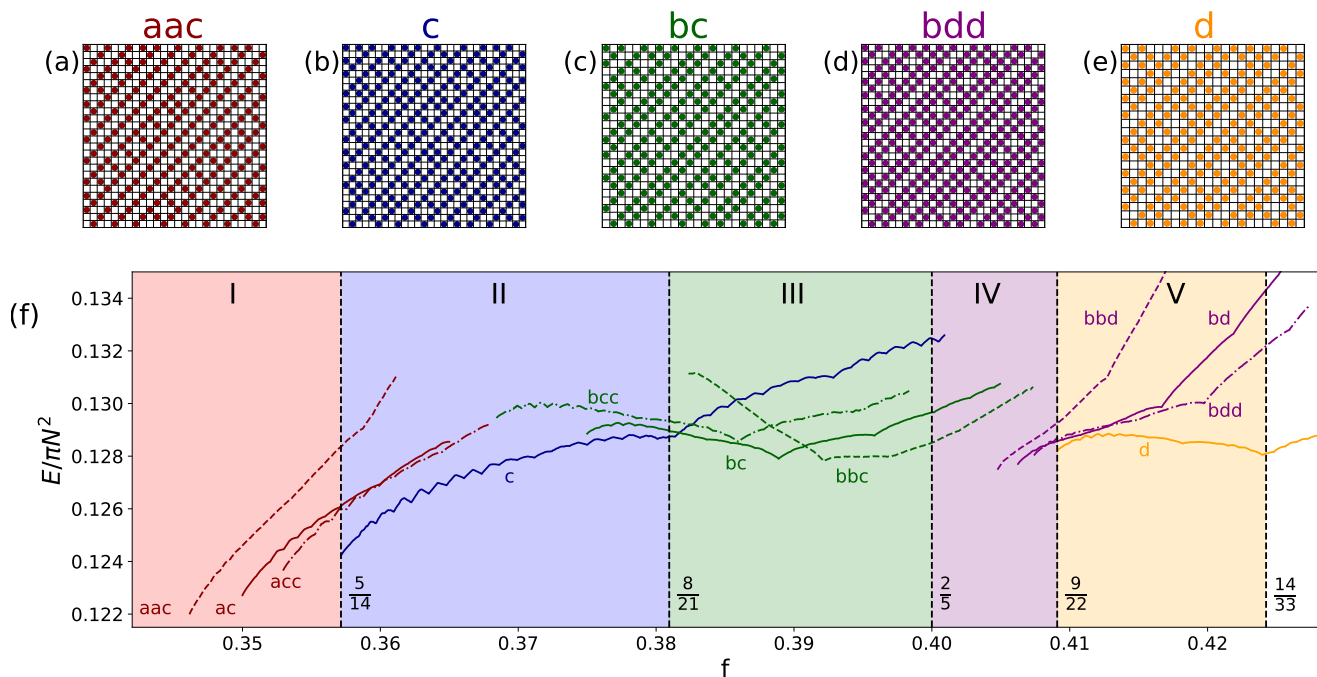 aac c bc bdd d
(a) (b) (c) (d) (e)
(f)
I II III IV V
E/πN²
0.134
0.132
0.130
0.128
0.126
0.124
0.122
bbd bd
bcc bdd
bc d
c bbc
acc
aac ac
5/14 8/21 2/5 9/22 14/33
0.35 0.36 0.37 0.38 0.39 0.40 0.41 0.42
f